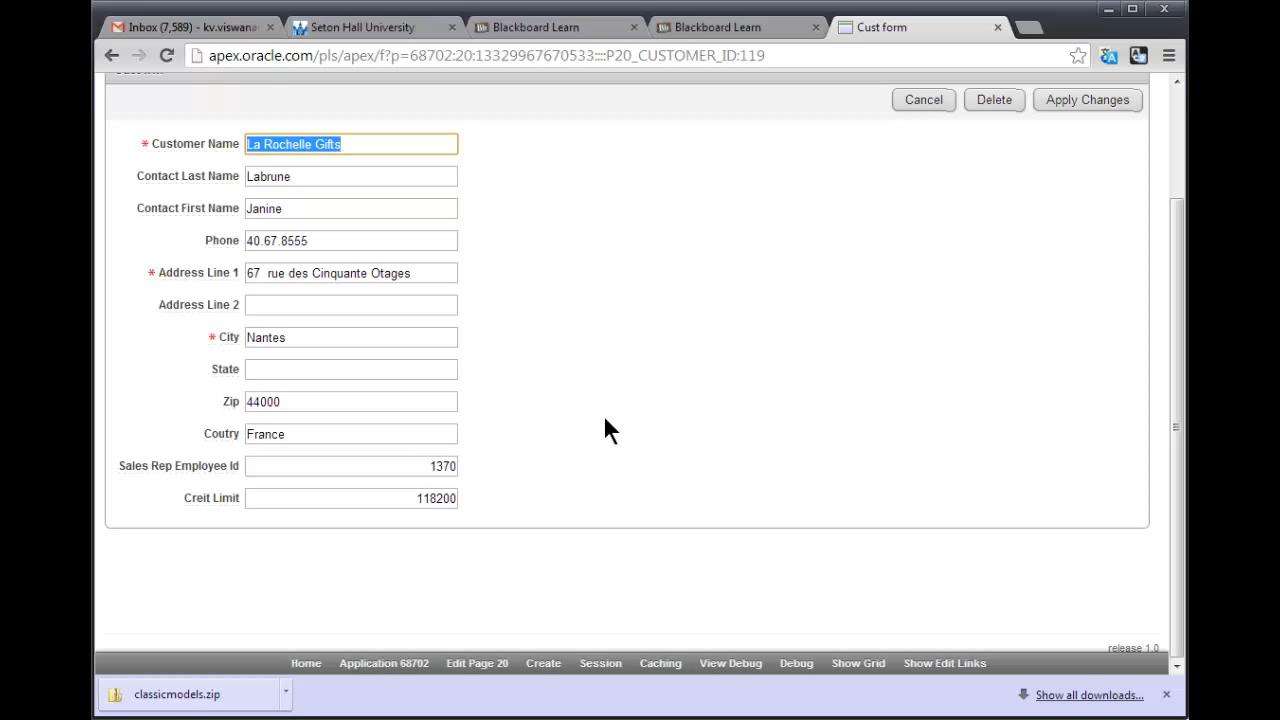 Inbox (7,589) - kv.viswana
Seton Hall University
Blackboard Learn
Blackboard Learn
Cust form
apex.oracle.com/pls/apex/f?p=68702:20:13329967670533::::P20_CUSTOMER_ID:119
Cancel
Delete
Apply Changes
* Customer Name La Rochelle Gifts
Contact Last Name Labrune
Contact First Name Janine
Phone 40.67.8555
* Address Line 1 67 rue des Cinquante Otages
Address Line 2
* City Nantes
State
Zip 44000
Coutry France
Sales Rep Employee Id 1370
Creit Limit 118200
release 1.0
Home Application 68702 Edit Page 20 Create Session Caching View Debug Debug Show Grid Show Edit Links
classicmodels.zip
Show all downloads...